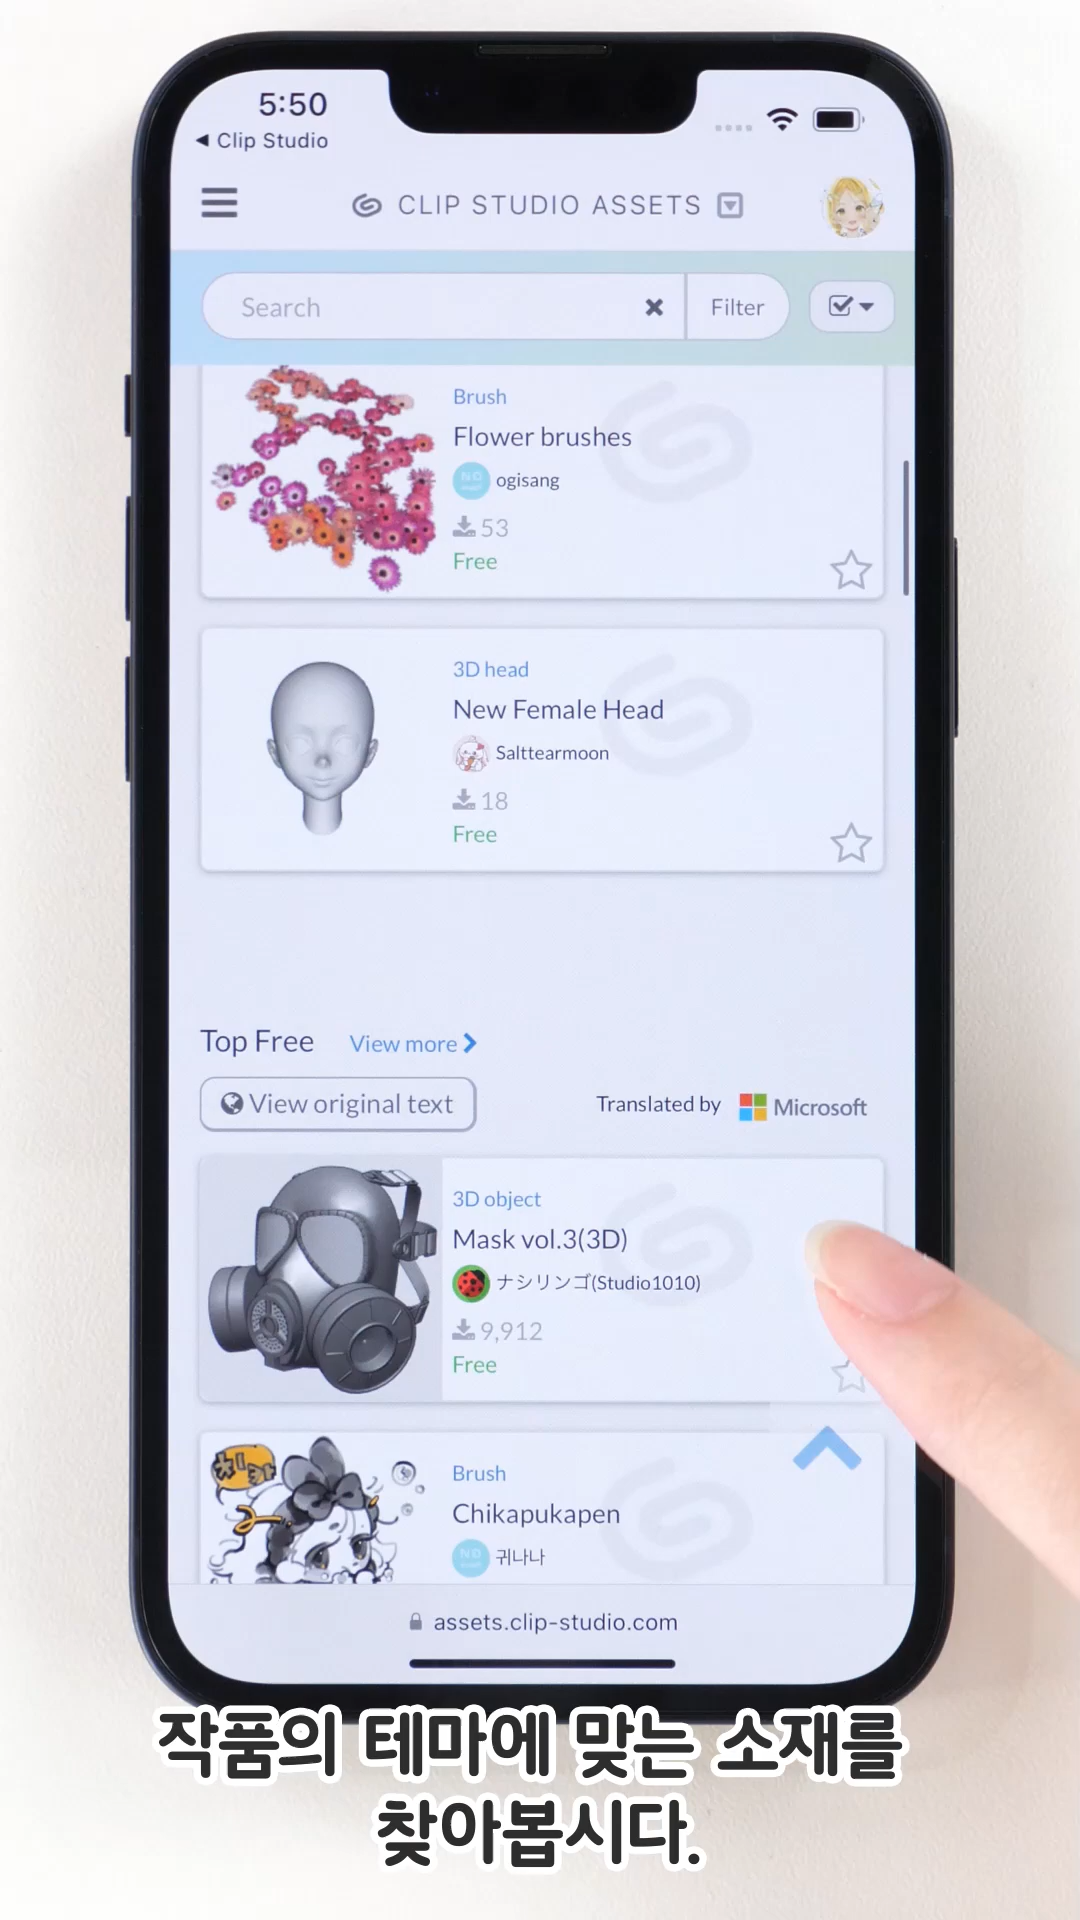 5:50
Clip Studio
CLIP STUDIO ASSETS
Search
Filter
Brush
Flower brushes
ogisang
53
Free
3D head
New Female Head
Salttearmoon
18
Free
Top Free View more
View original text
Translated by Microsoft
3D object
Mask vol.3(3D)
ナシリンゴ(Studio1010)
9,912
Free
Brush
Chikapukapen
귀나나
assets.clip-studio.com
작품의 테마에 맞는 소재를
찾아봅시다.